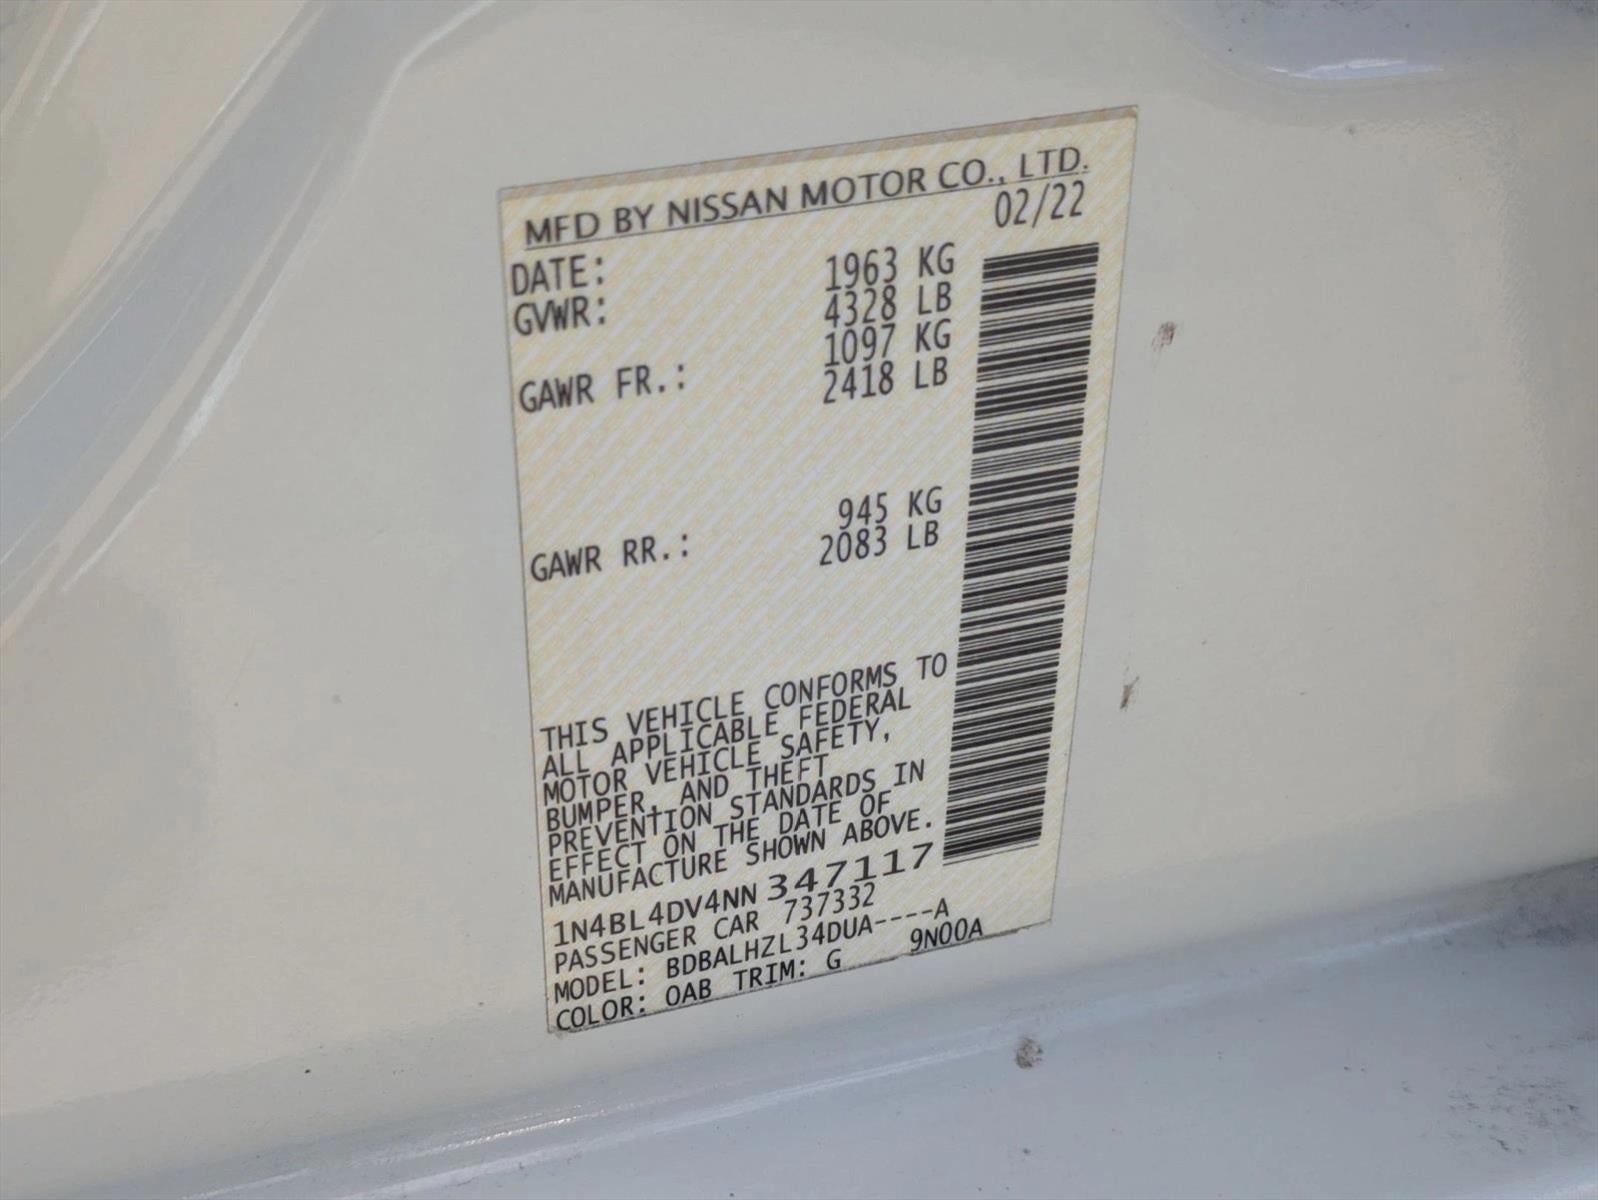 MFD BY NISSAN MOTOR CO., LTD.
DATE: 02/22
GVWR: 1963 KG
4328 LB
GAWR FR.: 1097 KG
2418 LB
GAWR RR.: 945 KG
2083 LB
THIS VEHICLE CONFORMS TO
ALL APPLICABLE FEDERAL
MOTOR VEHICLE SAFETY,
BUMPER, AND THEFT
PREVENTION STANDARDS IN
EFFECT ON THE DATE OF
MANUFACTURE SHOWN ABOVE.
1N4BL4DV4NN347117
PASSENGER CAR 737332
MODEL: BDBALHZL34DUA----A
COLOR: OAB TRIM: G 9N00A